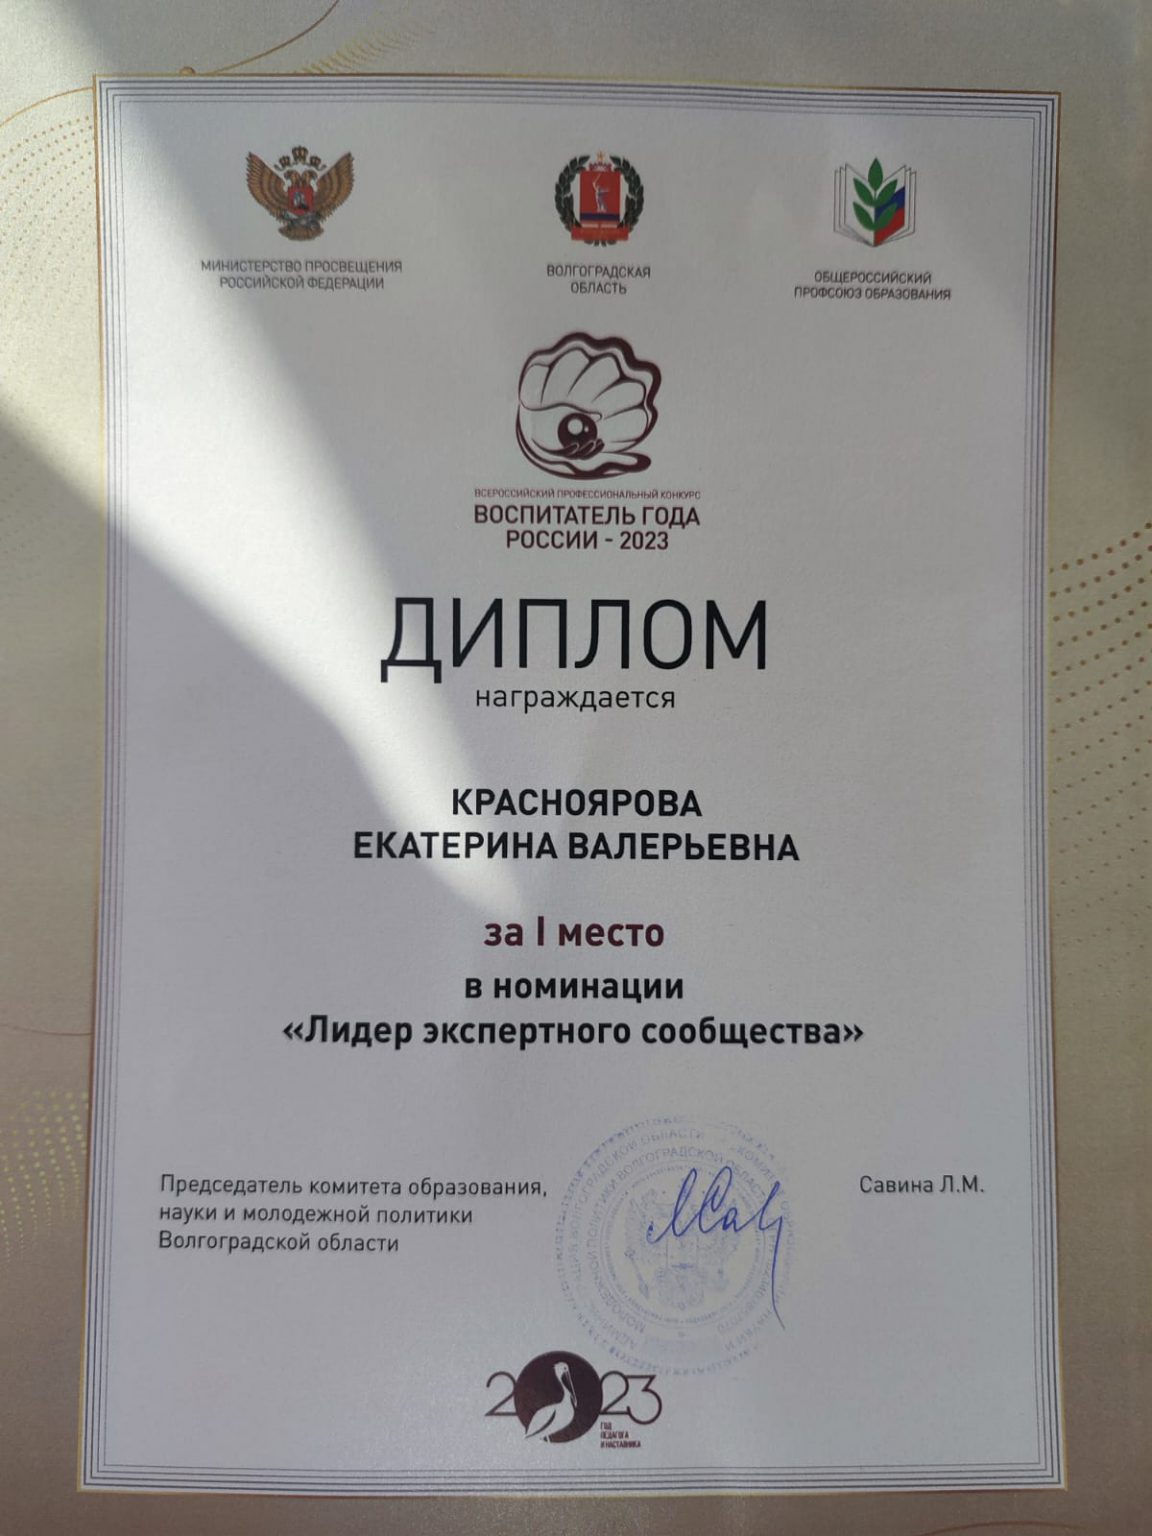 МИНИСТЕРСТВО ПРОСВЕЩЕНИЯ
РОССИЙСКОЙ ФЕДЕРАЦИИ
ВОЛГОГРАДСКАЯ
ОБЛАСТЬ
ОБЩЕРОССИЙСКИЙ
ПРОФСОЮЗ ОБРАЗОВАНИЯ
ВСЕРОССИЙСКИЙ ПРОФЕССИОНАЛЬНЫЙ КОНКУРС
ВОСПИТАТЕЛЬ ГОДА
РОССИИ - 2023
ДИПЛОМ
награждается
КРАСНОЯРОВА
ЕКАТЕРИНА ВАЛЕРЬЕВНА
за I место
в номинации
«Лидер экспертного сообщества»
Председатель комитета образования,
науки и молодежной политики
Волгоградской области
Савина Л.М.
2023
ГОД
ПЕДАГОГА
И НАСТАВНИКА